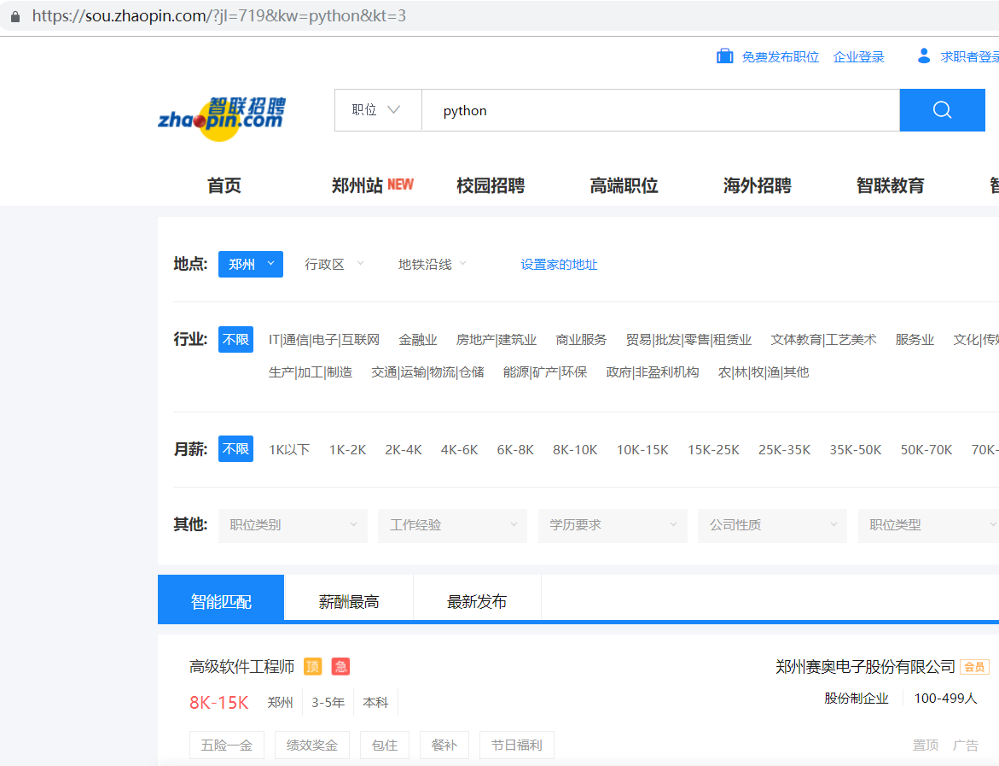 https://sou.zhaopin.com/?jl=719&kw=python&kt=3
免费发布职位 企业登录 求职者登录
智联招聘
zhaopin.com
职位 python
首页 郑州站 NEW 校园招聘 高端职位 海外招聘 智联教育
地点: 郑州 行政区 地铁沿线 设置家的地址
行业: 不限 IT|通信|电子|互联网 金融业 房地产|建筑业 商业服务 贸易|批发|零售|租赁业 文体教育|工艺美术 服务业 文化|传
生产|加工|制造 交通|运输|物流|仓储 能源|矿产|环保 政府|非盈利机构 农|林|牧|渔|其他
月薪: 不限 1K以下 1K-2K 2K-4K 4K-6K 6K-8K 8K-10K 10K-15K 15K-25K 25K-35K 35K-50K 50K-70K 70K-
其他: 职位类别 工作经验 学历要求 公司性质 职位类型
智能匹配 薪酬最高 最新发布
高级软件工程师 顶 急 郑州赛奥电子股份有限公司 会员
8K-15K 郑州 3-5年 本科 股份制企业 100-499人
五险一金 绩效奖金 包住 餐补 节日福利 置顶 广告